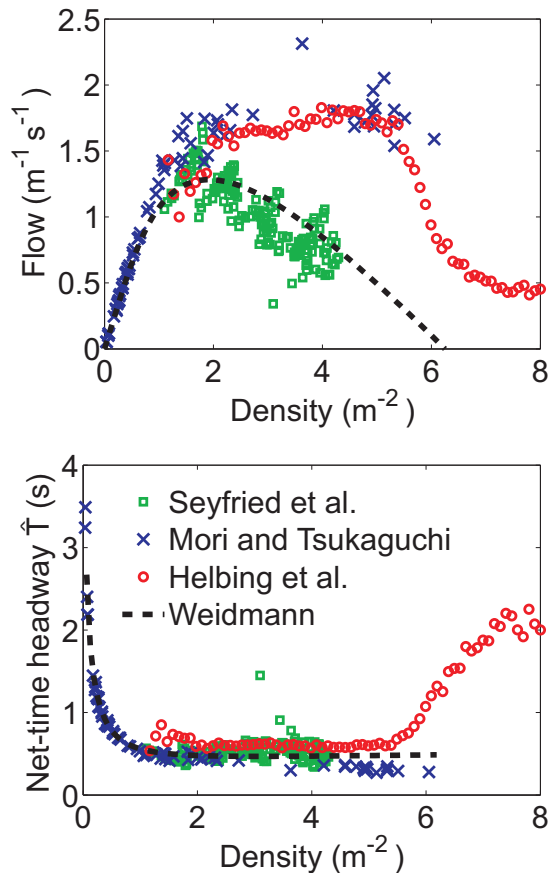 2.5
2
1.5
1
0.5
0
0 2 4 6 8
Flow (m⁻¹ s⁻¹)
Density (m⁻²)
4
3
2
1
0
0 2 4 6 8
Net-time headway T̂ (s)
Seyfried et al.
Mori and Tsukaguchi
Helbing et al.
Weidmann
Density (m⁻²)